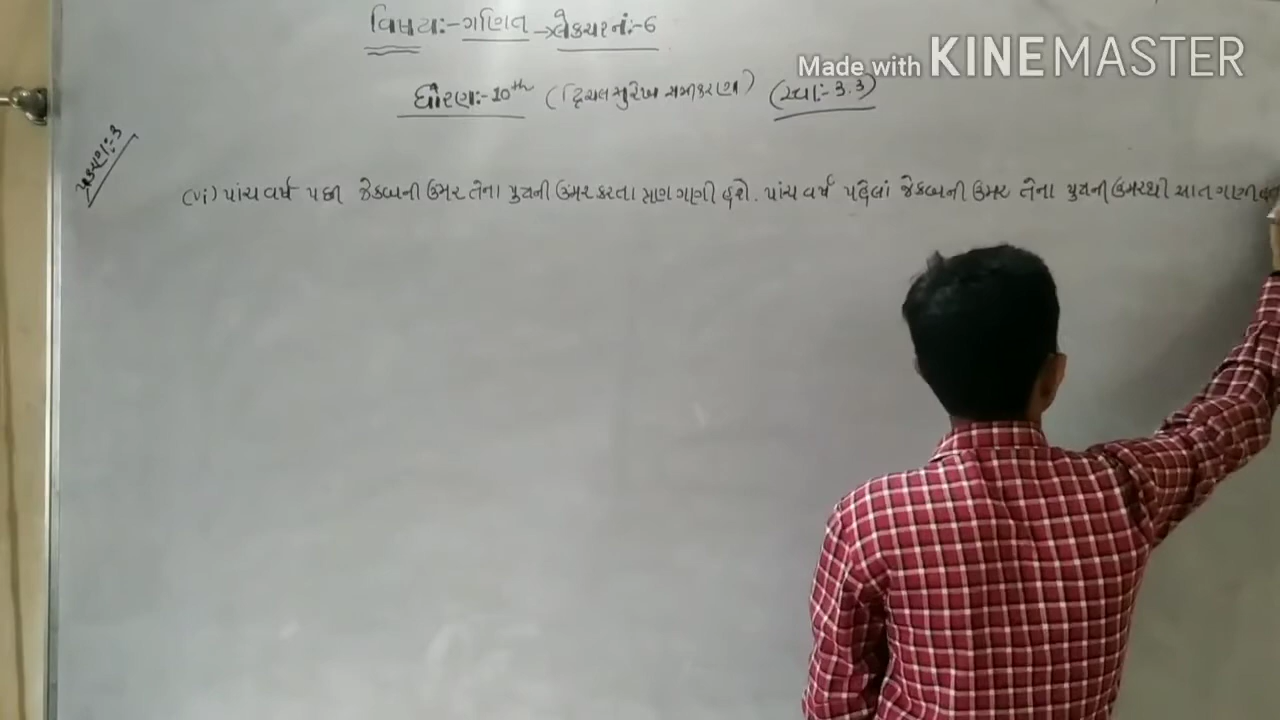 વિષય:-ગણિત →લેકચર નં:-6
Made with KINEMASTER
ધોરણ:-10th (દ્વિચલ સુરેખ સમીકરણ) (સ્વા:-3.3)
પ્રકરણ:-3
(vi) પાંચ વર્ષ પછી જેકબની ઉંમર તેના પુત્રની ઉંમર કરતા ત્રણ ગણી હશે. પાંચ વર્ષ પહેલાં જેકબની ઉંમર તેના પુત્રની ઉંમરથી સાત ગણી